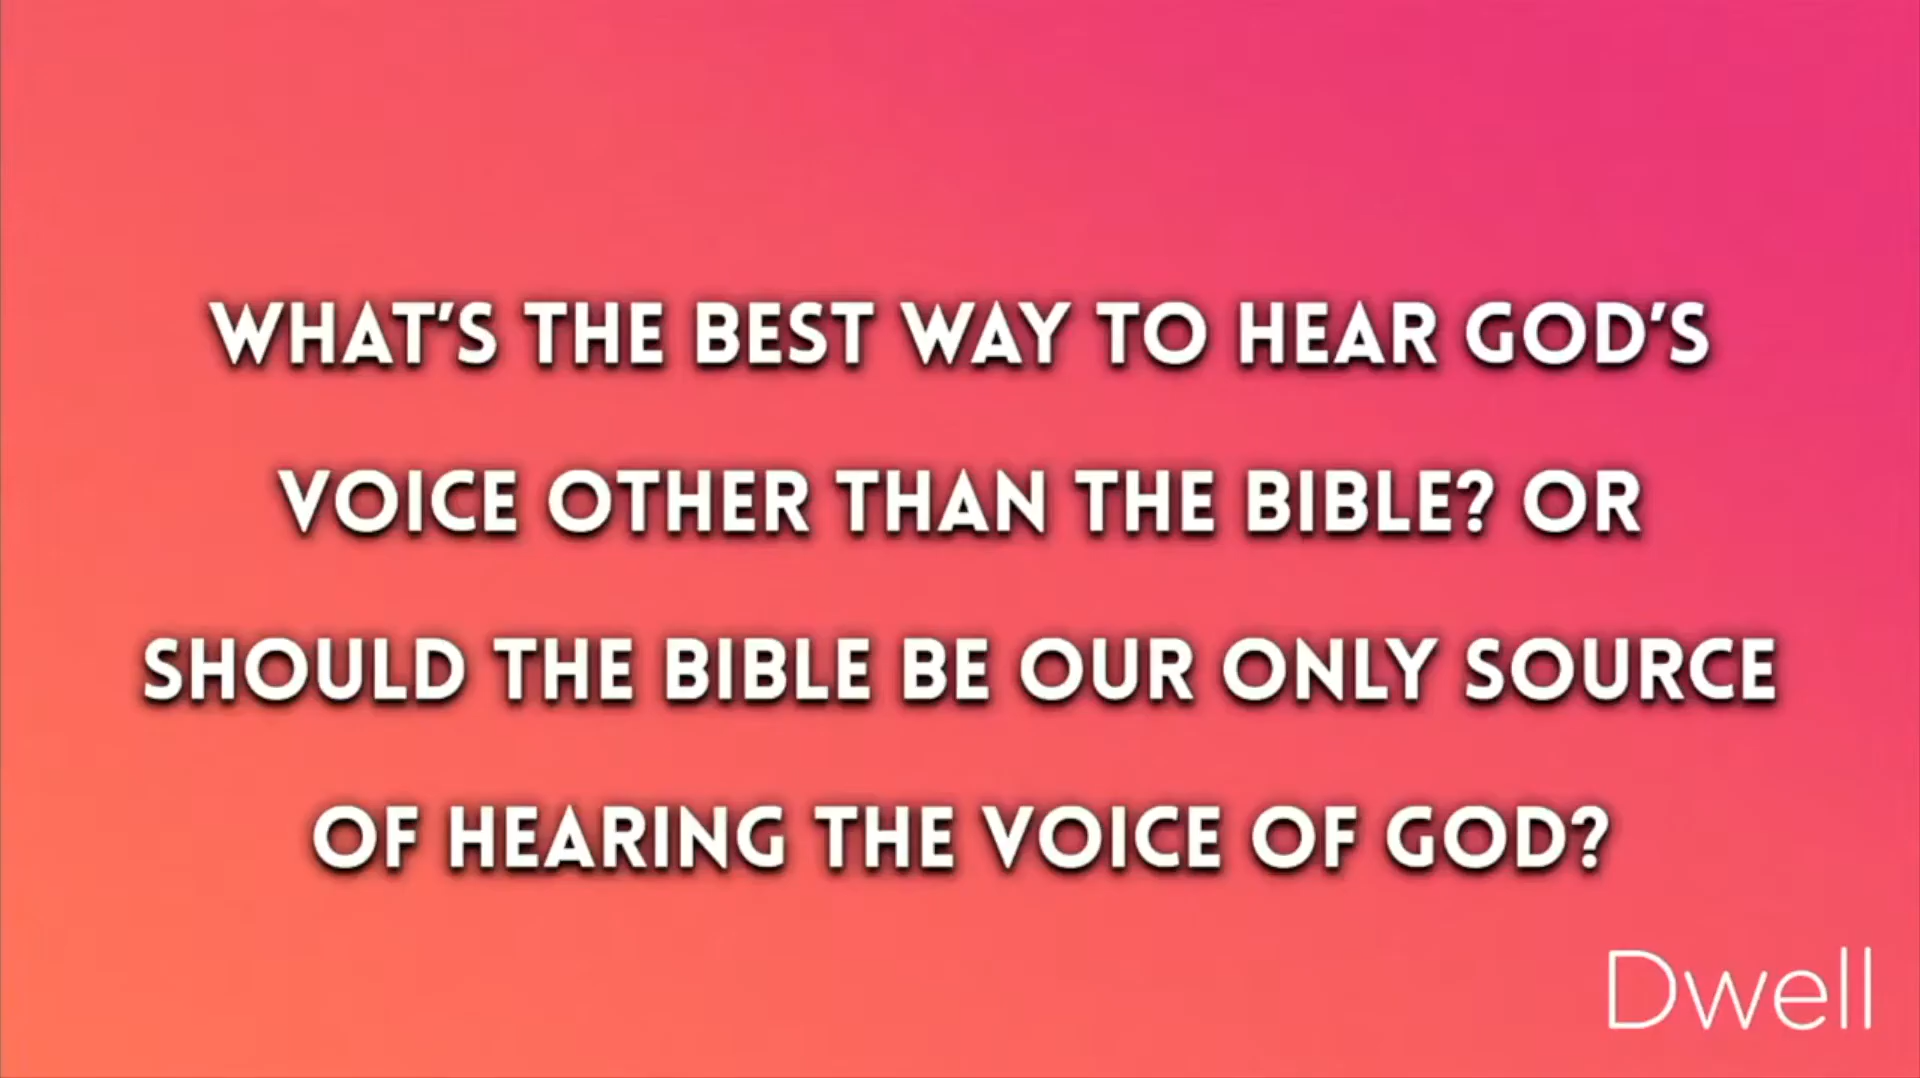 WHAT'S THE BEST WAY TO HEAR GOD'S
VOICE OTHER THAN THE BIBLE? OR
SHOULD THE BIBLE BE OUR ONLY SOURCE
OF HEARING THE VOICE OF GOD?
Dwell